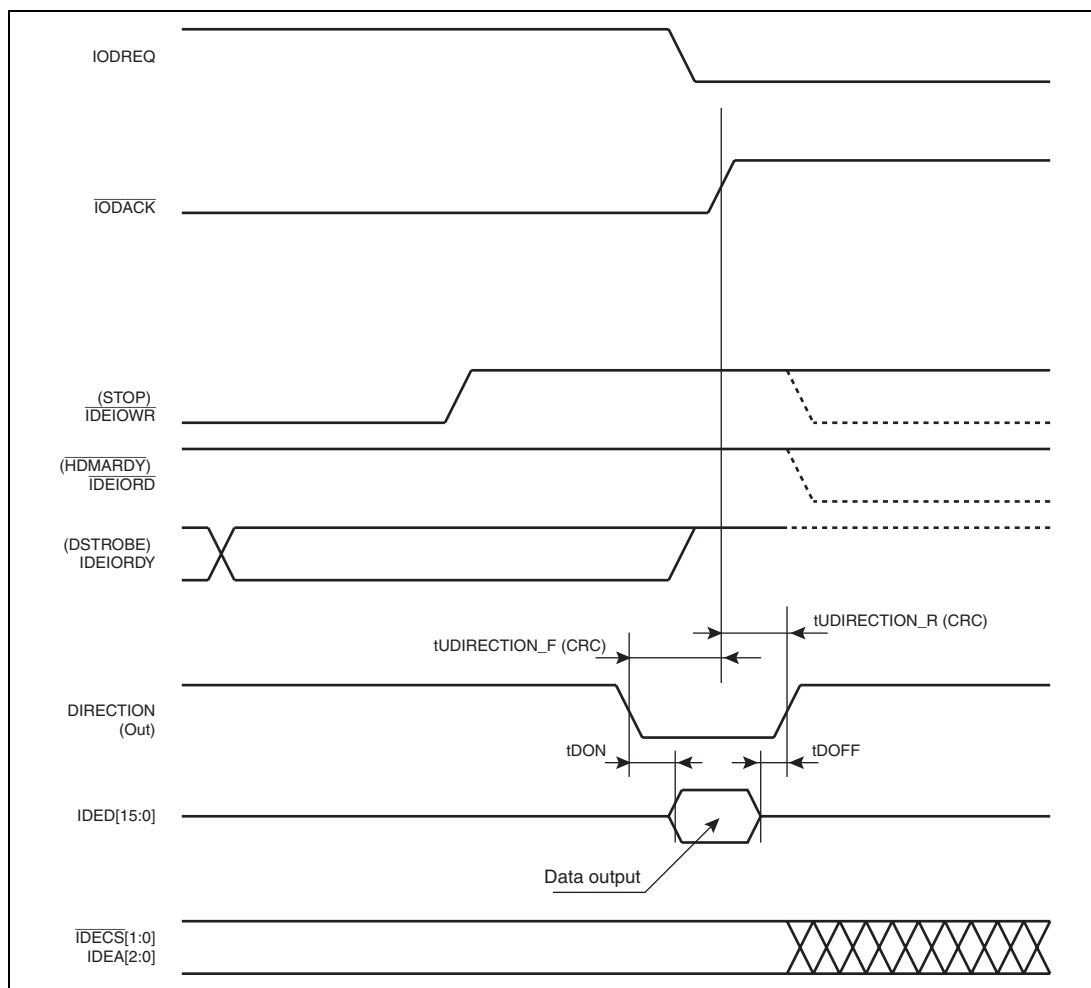 IODREQ
IODACK
(STOP)
IDEIOWR
(HDMARDY)
IDEIORD
(DSTROBE)
IDEIORDY
tUDIRECTION_R (CRC)
tUDIRECTION_F (CRC)
DIRECTION
(Out)
tDON
tDOFF
IDED[15:0]
Data output
IDECS[1:0]
IDEA[2:0]